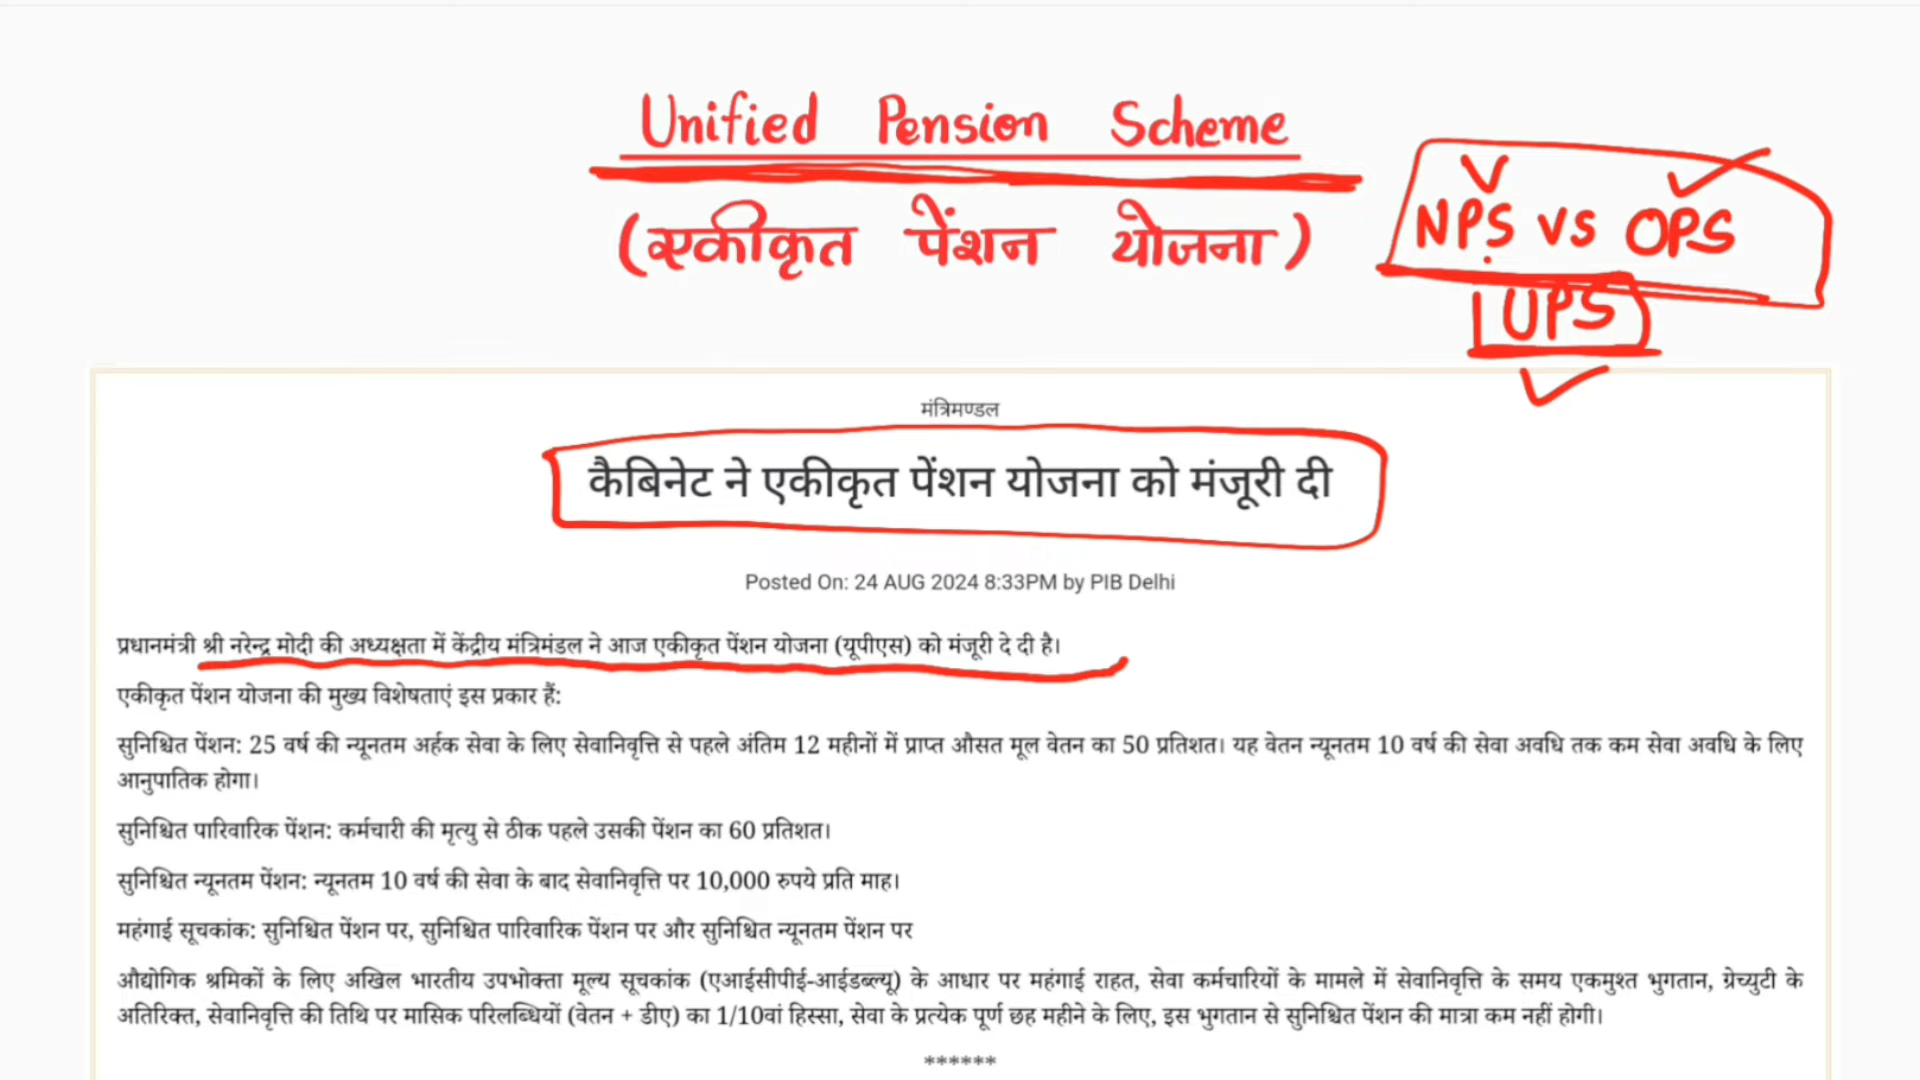 Unified Pension Scheme
(एकीकृत पेंशन योजना)
NPS vs OPS
UPS
मंत्रिमण्डल
कैबिनेट ने एकीकृत पेंशन योजना को मंजूरी दी
Posted On: 24 AUG 2024 8:33PM by PIB Delhi
प्रधानमंत्री श्री नरेन्द्र मोदी की अध्यक्षता में केंद्रीय मंत्रिमंडल ने आज एकीकृत पेंशन योजना (यूपीएस) को मंजूरी दे दी है।
एकीकृत पेंशन योजना की मुख्य विशेषताएं इस प्रकार हैं:
सुनिश्चित पेंशन: 25 वर्ष की न्यूनतम अर्हक सेवा के लिए सेवानिवृत्ति से पहले अंतिम 12 महीनों में प्राप्त औसत मूल वेतन का 50 प्रतिशत। यह वेतन न्यूनतम 10 वर्ष की सेवा अवधि तक कम सेवा अवधि के लिए
आनुपातिक होगा।
सुनिश्चित पारिवारिक पेंशन: कर्मचारी की मृत्यु से ठीक पहले उसकी पेंशन का 60 प्रतिशत।
सुनिश्चित न्यूनतम पेंशन: न्यूनतम 10 वर्ष की सेवा के बाद सेवानिवृत्ति पर 10,000 रुपये प्रति माह।
महंगाई सूचकांक: सुनिश्चित पेंशन पर, सुनिश्चित पारिवारिक पेंशन पर और सुनिश्चित न्यूनतम पेंशन पर
औद्योगिक श्रमिकों के लिए अखिल भारतीय उपभोक्ता मूल्य सूचकांक (एआईसीपीई-आईडब्ल्यू) के आधार पर महंगाई राहत, सेवा कर्मचारियों के मामले में सेवानिवृत्ति के समय एकमुश्त भुगतान, ग्रेच्युटी के
अतिरिक्त, सेवानिवृत्ति की तिथि पर मासिक परिलब्धियों (वेतन + डीए) का 1/10वां हिस्सा, सेवा के प्रत्येक पूर्ण छह महीने के लिए, इस भुगतान से सुनिश्चित पेंशन की मात्रा कम नहीं होगी।
******